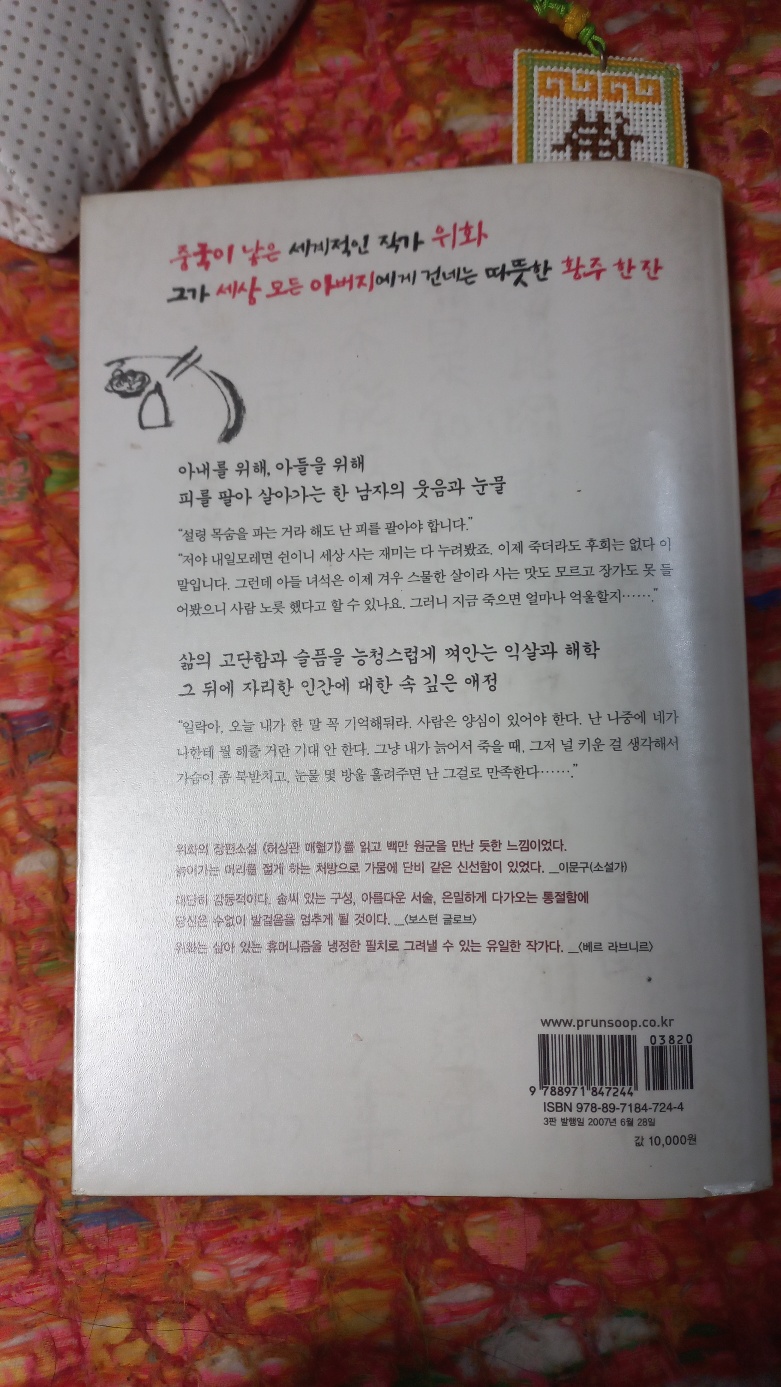 중국이 낳은 세계적인 작가 위화
그가 세상 모든 아버지에게 건네는 따뜻한 황주 한 잔
아내를 위해, 아들을 위해
피를 팔아 살아가는 한 남자의 웃음과 눈물
“설령 목숨을 파는 거라 해도 난 피를 팔아야 합니다.”
“저야 내일모레면 쉰이니 세상 사는 재미는 다 누려봤죠. 이제 죽더라도 후회는 없다 이
말입니다. 그런데 아들 녀석은 이제 겨우 스물한 살이라 사는 맛도 모르고 장가도 못 들
어봤으니 사람 노릇 했다고 할 수 있나요. 그러니 지금 죽으면 얼마나 억울할지…….”
삶의 고단함과 슬픔을 능청스럽게 껴안는 익살과 해학
그 뒤에 자리한 인간에 대한 속 깊은 애정
“일락아, 오늘 내가 한 말 꼭 기억해둬라. 사람은 양심이 있어야 한다. 난 나중에 네가
나한테 뭘 해줄 거란 기대 안 한다. 그냥 내가 늙어서 죽을 때, 그저 널 키운 걸 생각해서
가슴이 좀 북받치고, 눈물 몇 방울 흘려주면 난 그걸로 만족한다…….”
위화의 장편소설 《허삼관 매혈기》를 읽고 백만 원군을 만난 듯한 느낌이었다.
늙어가는 머리를 젊게 하는 처방으로 가뭄에 단비 같은 신선함이 있었다. __이문구(소설가)
대단히 감동적이다. 솜씨 있는 구성, 아름다운 서술, 은밀하게 다가오는 통절함에
당신은 수없이 발걸음을 멈추게 될 것이다. __〈보스턴 글로브〉
위화는 살아 있는 휴머니즘을 냉정한 필치로 그려낼 수 있는 유일한 작가다. __〈베르 라브니르〉
www.prunsoop.co.kr
03820
9 788971 847244
ISBN 978-89-7184-724-4
3판 발행일 2007년 6월 28일
값 10,000원